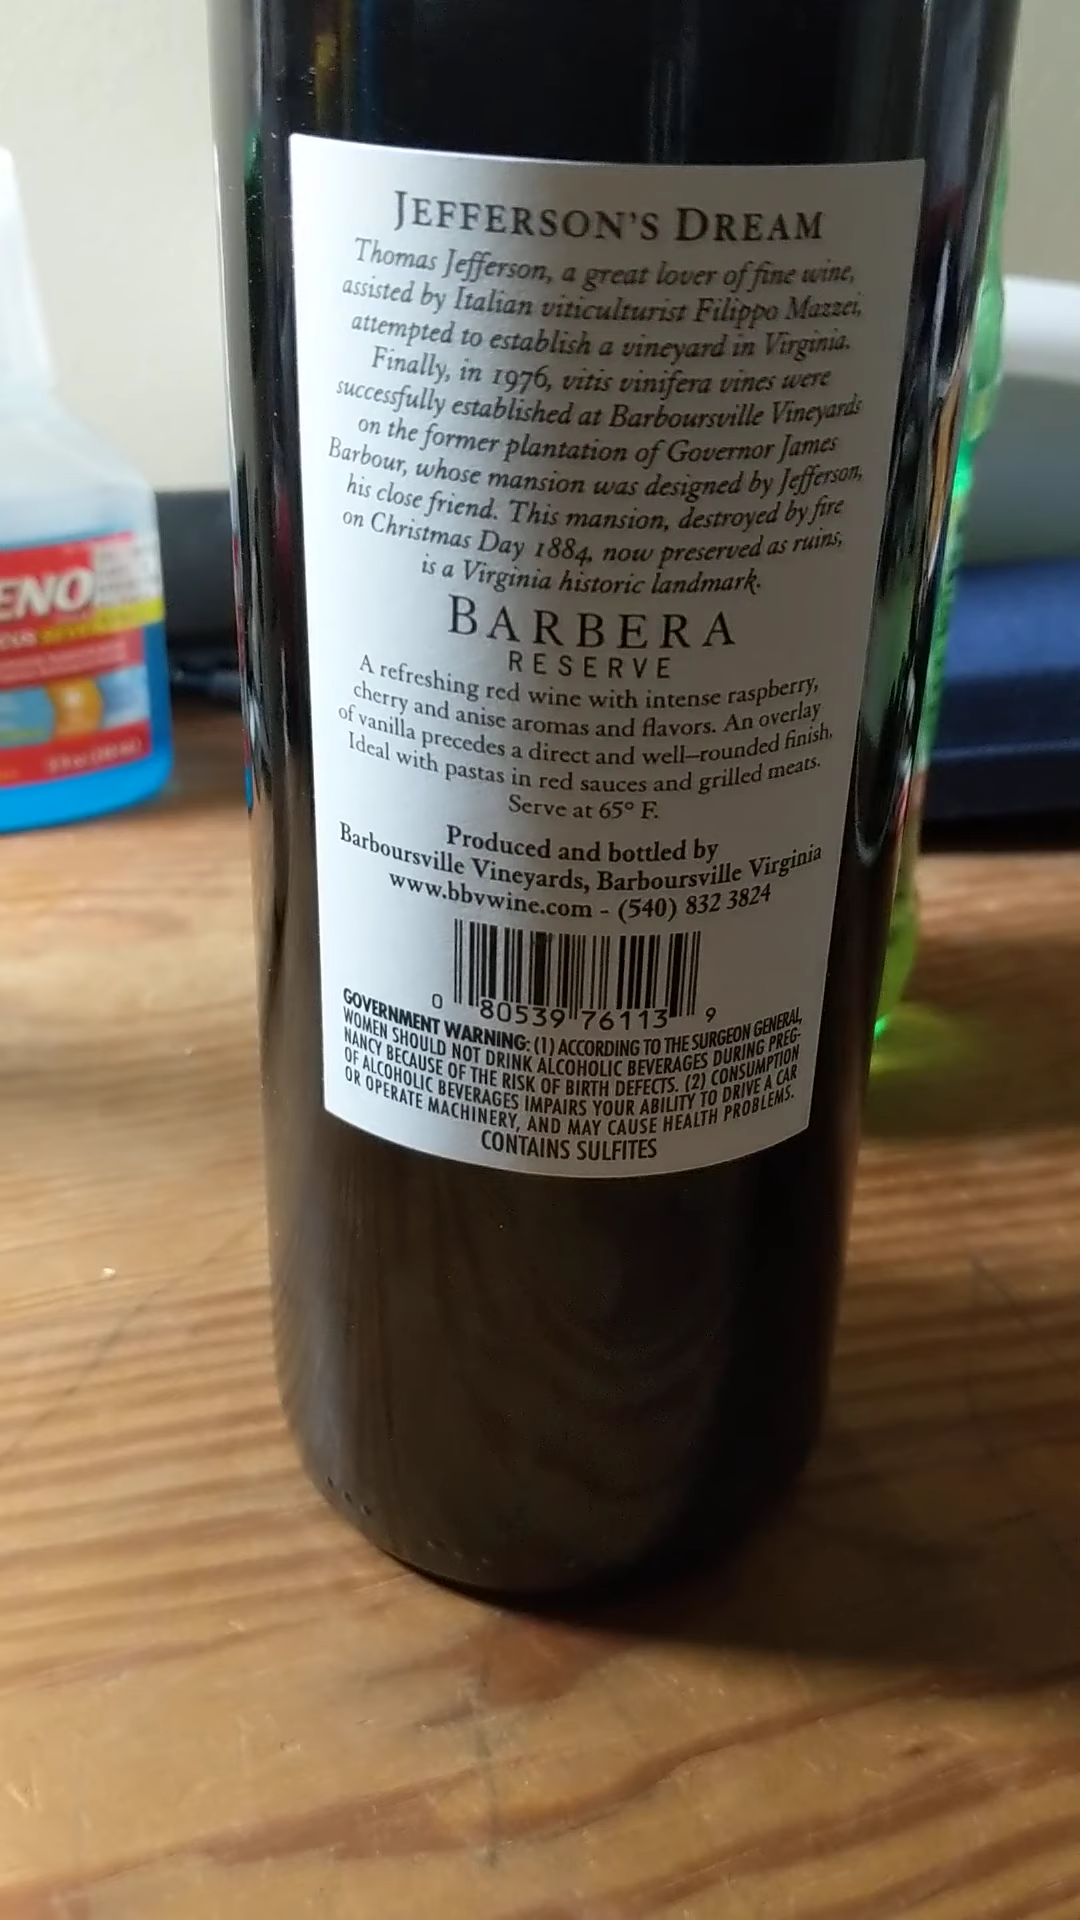 JEFFERSON'S DREAM
Thomas Jefferson, a great lover of fine wine,
assisted by Italian viticulturist Filippo Mazzei,
attempted to establish a vineyard in Virginia.
Finally, in 1976, vitis vinifera vines were
successfully established at Barboursville Vineyards
on the former plantation of Governor James
Barbour, whose mansion was designed by Jefferson,
his close friend. This mansion, destroyed by fire
on Christmas Day 1884, now preserved as ruins,
is a Virginia historic landmark.
BARBERA
RESERVE
A refreshing red wine with intense raspberry,
cherry and anise aromas and flavors. An overlay
of vanilla precedes a direct and well–rounded finish.
Ideal with pastas in red sauces and grilled meats.
Serve at 65° F.
Produced and bottled by
Barboursville Vineyards, Barboursville Virginia
www.bbvwine.com - (540) 832 3824
0 80539 76113 9
GOVERNMENT WARNING: (1) ACCORDING TO THE SURGEON GENERAL,
WOMEN SHOULD NOT DRINK ALCOHOLIC BEVERAGES DURING PREG-
NANCY BECAUSE OF THE RISK OF BIRTH DEFECTS. (2) CONSUMPTION
OF ALCOHOLIC BEVERAGES IMPAIRS YOUR ABILITY TO DRIVE A CAR
OR OPERATE MACHINERY, AND MAY CAUSE HEALTH PROBLEMS.
CONTAINS SULFITES
ENO